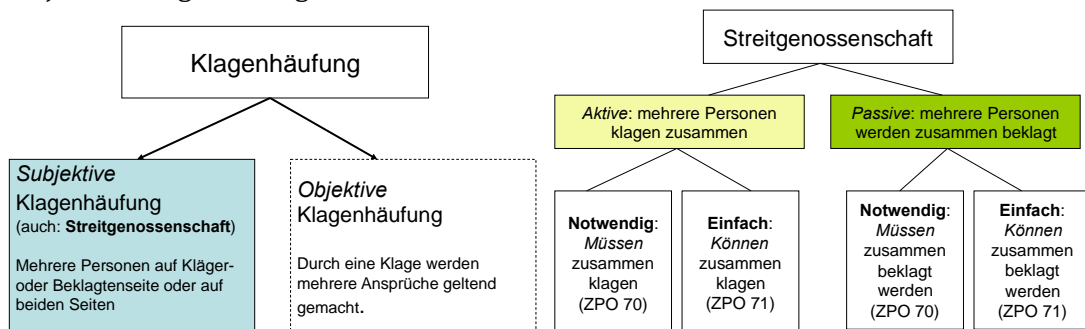 Klagenhäufung
Subjektive
Klagenhäufung
(auch: Streitgenossenschaft)
Mehrere Personen auf Kläger-
oder Beklagtenseite oder auf
beiden Seiten
Objektive
Klagenhäufung
Durch eine Klage werden
mehrere Ansprüche geltend
gemacht.
Streitgenossenschaft
Aktive: mehrere Personen
klagen zusammen
Passive: mehrere Personen
werden zusammen beklagt
Notwendig:
Müssen
zusammen
klagen
(ZPO 70)
Einfach:
Können
zusammen
klagen
(ZPO 71)
Notwendig:
Müssen
zusammen
beklagt
werden
(ZPO 70)
Einfach:
Können
zusammen
beklagt
werden
(ZPO 71)